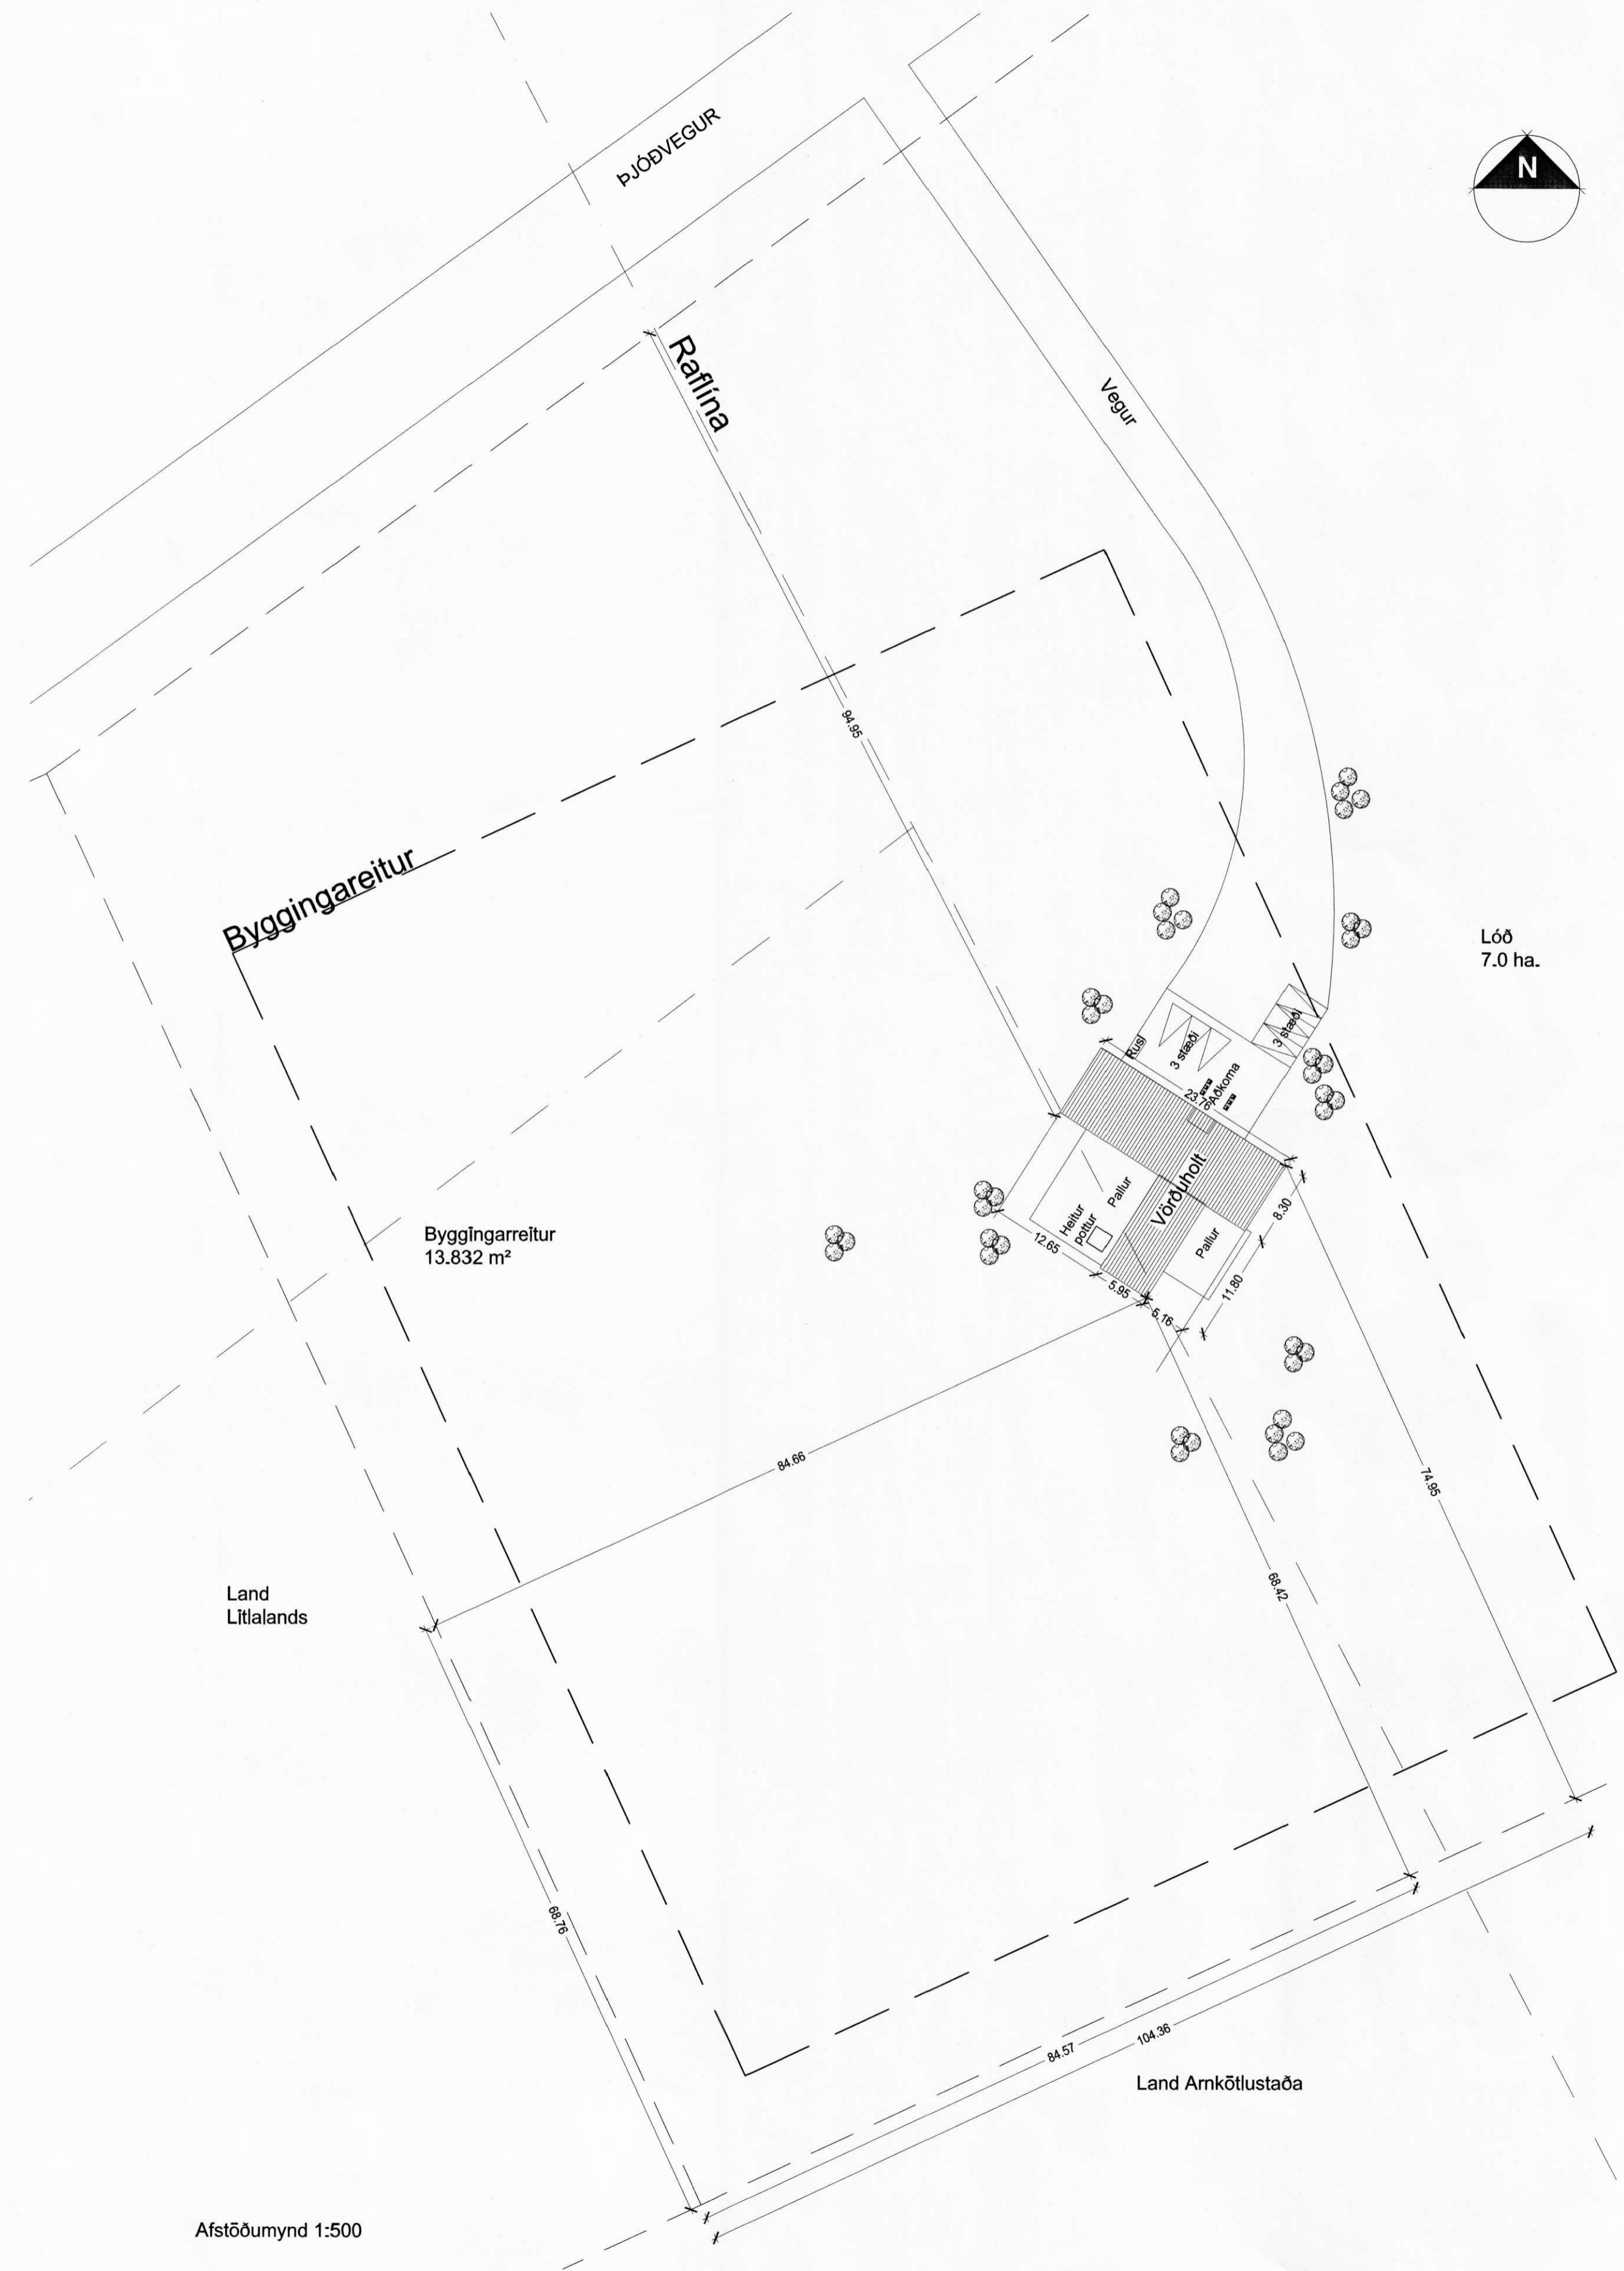 ÞJÓÐVEGUR
N
Raflína
Vegur
94.95
Byggingareitur
Lóð
7.0 ha.
3 stæði
Rusl
3 stæði
Aðkoma
Vörðuholt
Pallur
Heitur
pottur
Pallur
8.30
12.65
5.95
5.16
11.80
Byggingarreitur
13.832 m²
84.66
74.95
68.42
Land
Litlalands
68.76
84.57
104.36
Land Arnkötlustaða
Afstöðumynd 1:500